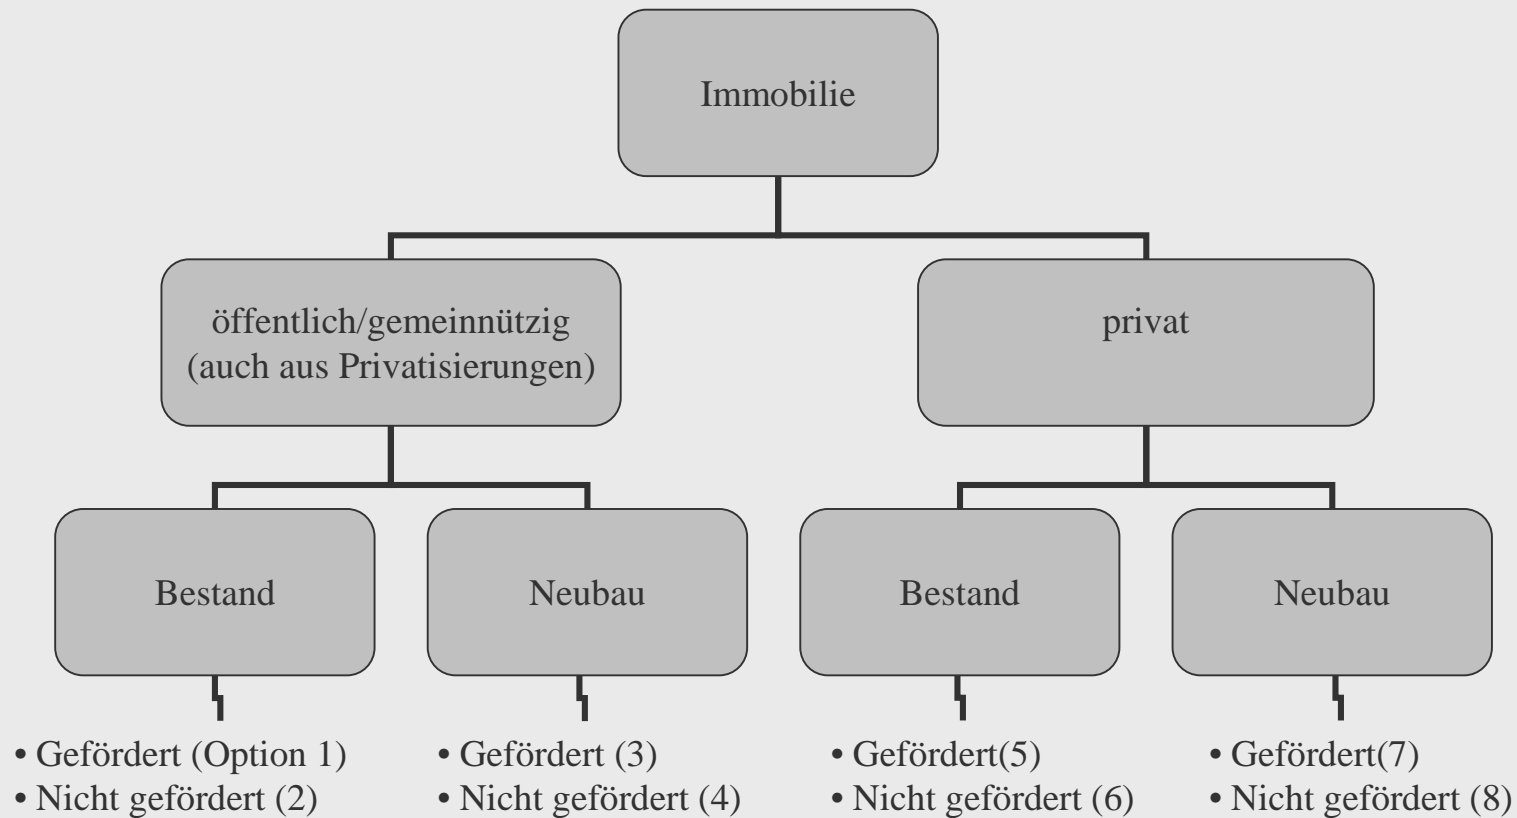 Immobilie
öffentlich/gemeinnützig
(auch aus Privatisierungen)
privat
Bestand
Neubau
Bestand
Neubau
• Gefördert (Option 1)
• Nicht gefördert (2)
• Gefördert (3)
• Nicht gefördert (4)
• Gefördert(5)
• Nicht gefördert (6)
• Gefördert(7)
• Nicht gefördert (8)